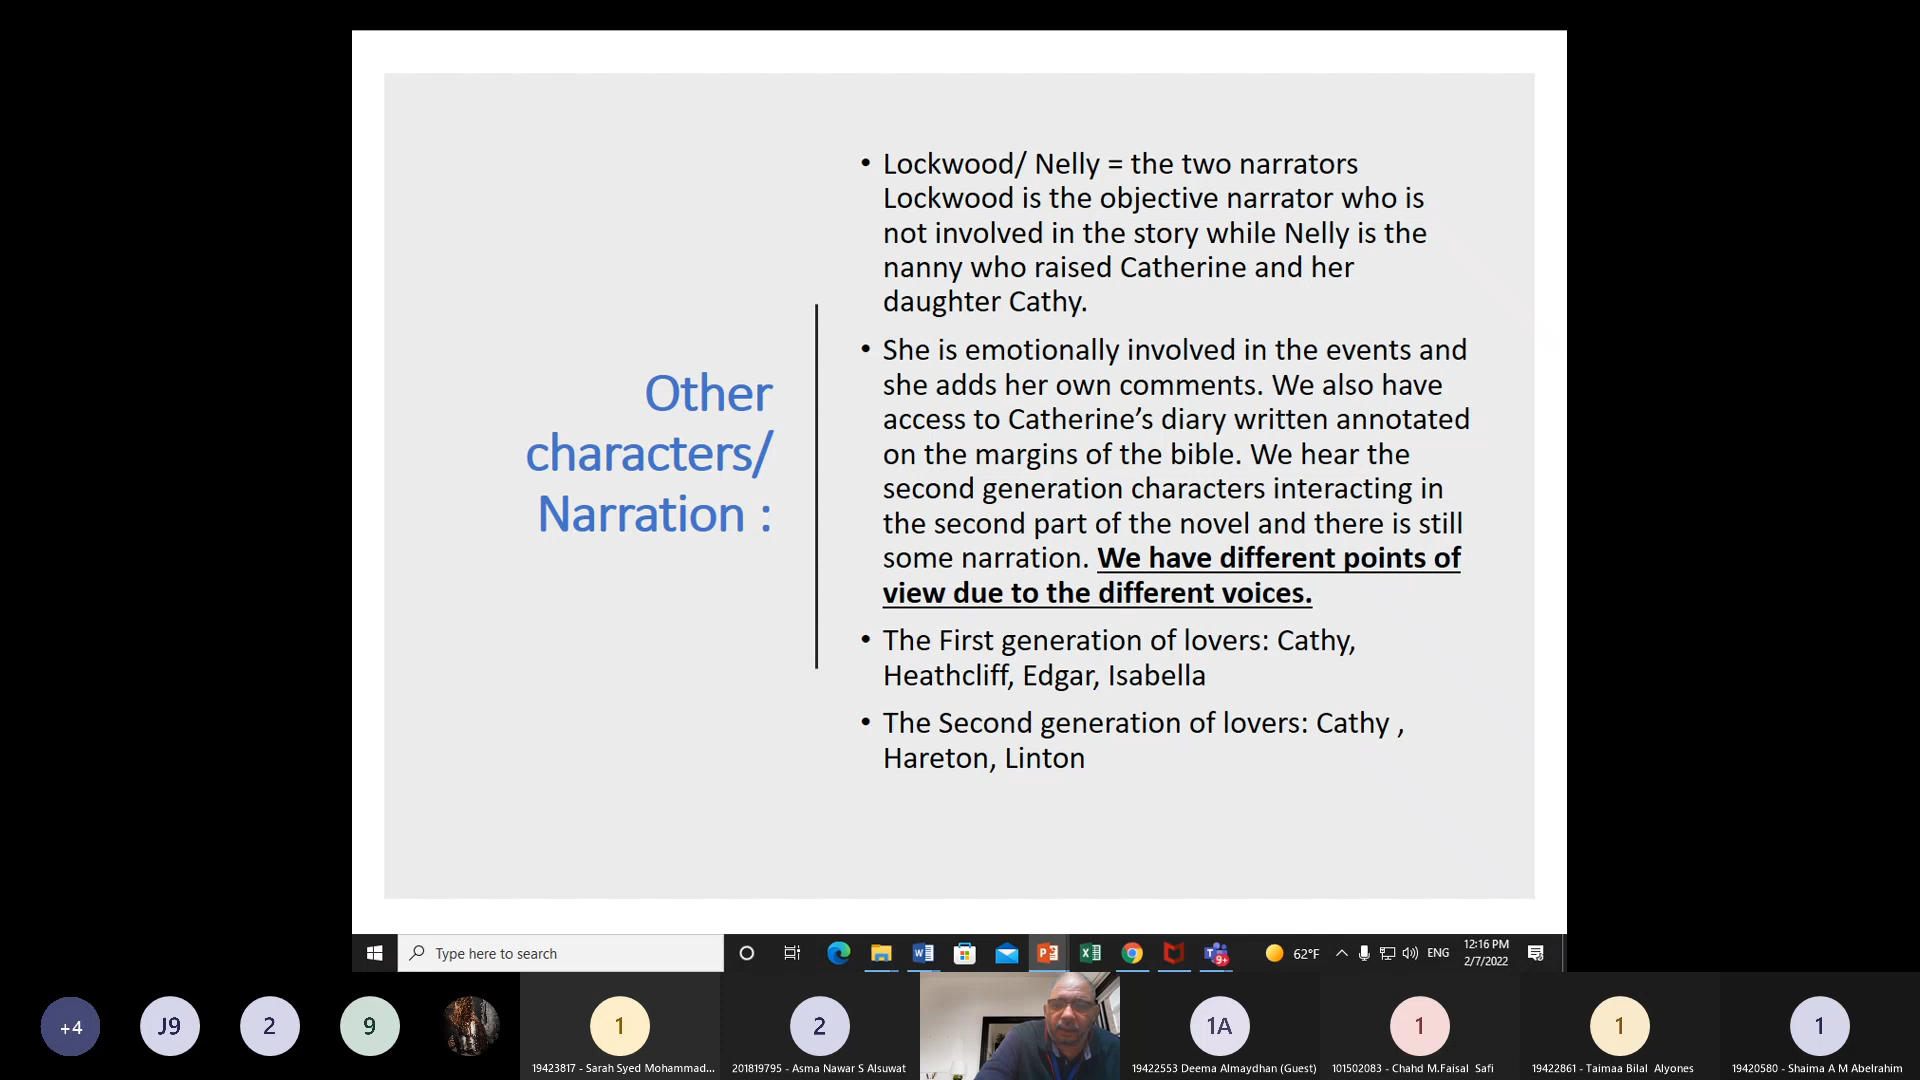 Other
characters/
Narration :
• Lockwood/ Nelly = the two narrators
Lockwood is the objective narrator who is
not involved in the story while Nelly is the
nanny who raised Catherine and her
daughter Cathy.
• She is emotionally involved in the events and
she adds her own comments. We also have
access to Catherine’s diary written annotated
on the margins of the bible. We hear the
second generation characters interacting in
the second part of the novel and there is still
some narration. We have different points of
view due to the different voices.
• The First generation of lovers: Cathy,
Heathcliff, Edgar, Isabella
• The Second generation of lovers: Cathy ,
Hareton, Linton
Type here to search
9+
62°F
ENG
12:16 PM
2/7/2022
+4
J9
2
9
1
19423817 - Sarah Syed Mohammad...
2
201819795 - Asma Nawar S Alsuwat
1A
19422553 Deema Almaydhan (Guest)
1
101502083 - Chahd M.Faisal Safi
1
19422861 - Taimaa Bilal Alyones
1
19420580 - Shaima A M Abelrahim